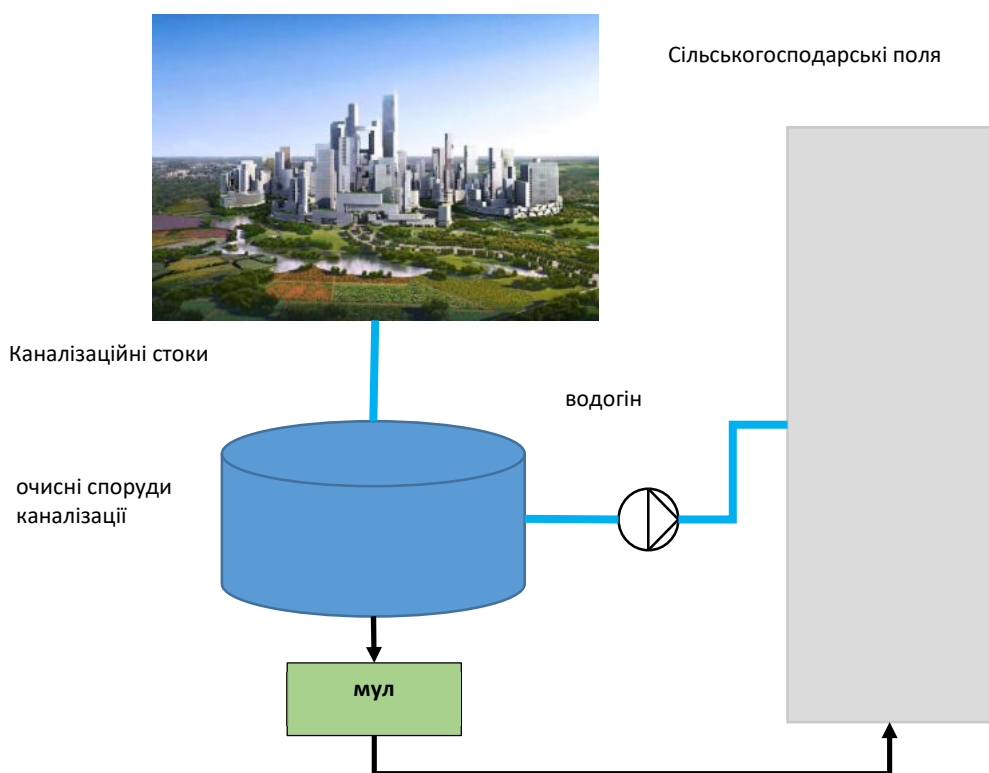 Сільськогосподарські поля
Каналізаційні стоки
водогін
очисні споруди
каналізації
мул